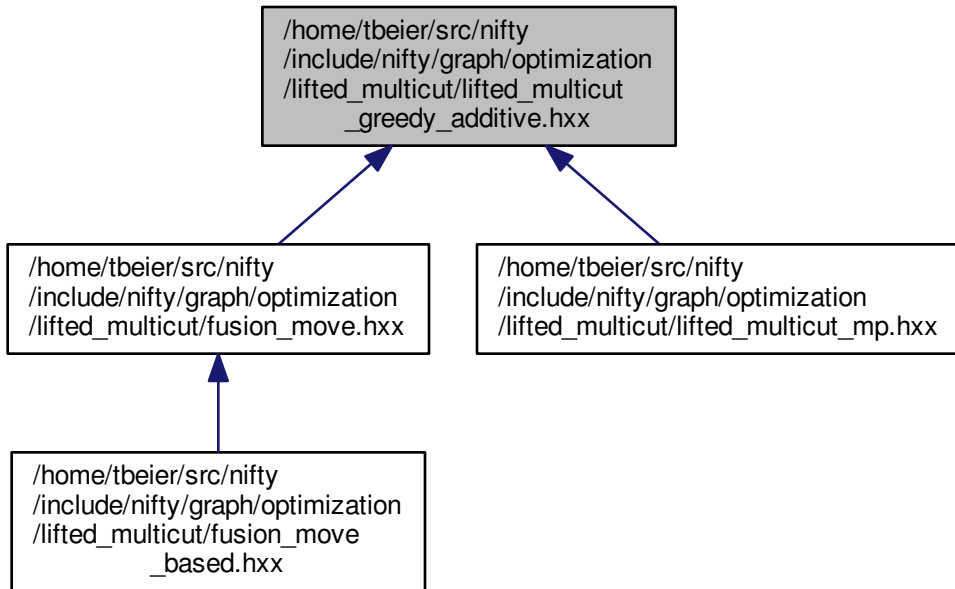 /home/tbeier/src/nifty
/include/nifty/graph/optimization
/lifted_multicut/lifted_multicut
_greedy_additive.hxx
/home/tbeier/src/nifty
/include/nifty/graph/optimization
/lifted_multicut/fusion_move.hxx
/home/tbeier/src/nifty
/include/nifty/graph/optimization
/lifted_multicut/lifted_multicut_mp.hxx
/home/tbeier/src/nifty
/include/nifty/graph/optimization
/lifted_multicut/fusion_move
_based.hxx